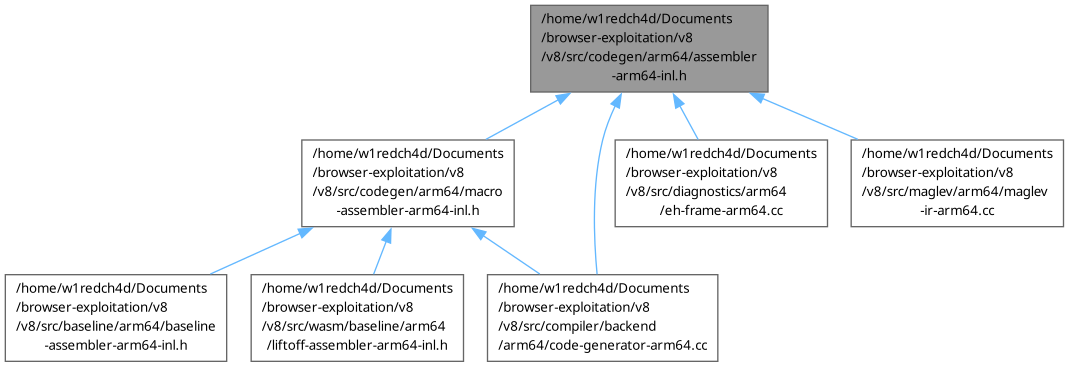 /home/w1redch4d/Documents
/browser-exploitation/v8
/v8/src/codegen/arm64/assembler
-arm64-inl.h
/home/w1redch4d/Documents
/browser-exploitation/v8
/v8/src/codegen/arm64/macro
-assembler-arm64-inl.h
/home/w1redch4d/Documents
/browser-exploitation/v8
/v8/src/diagnostics/arm64
/eh-frame-arm64.cc
/home/w1redch4d/Documents
/browser-exploitation/v8
/v8/src/maglev/arm64/maglev
-ir-arm64.cc
/home/w1redch4d/Documents
/browser-exploitation/v8
/v8/src/baseline/arm64/baseline
-assembler-arm64-inl.h
/home/w1redch4d/Documents
/browser-exploitation/v8
/v8/src/wasm/baseline/arm64
/liftoff-assembler-arm64-inl.h
/home/w1redch4d/Documents
/browser-exploitation/v8
/v8/src/compiler/backend
/arm64/code-generator-arm64.cc